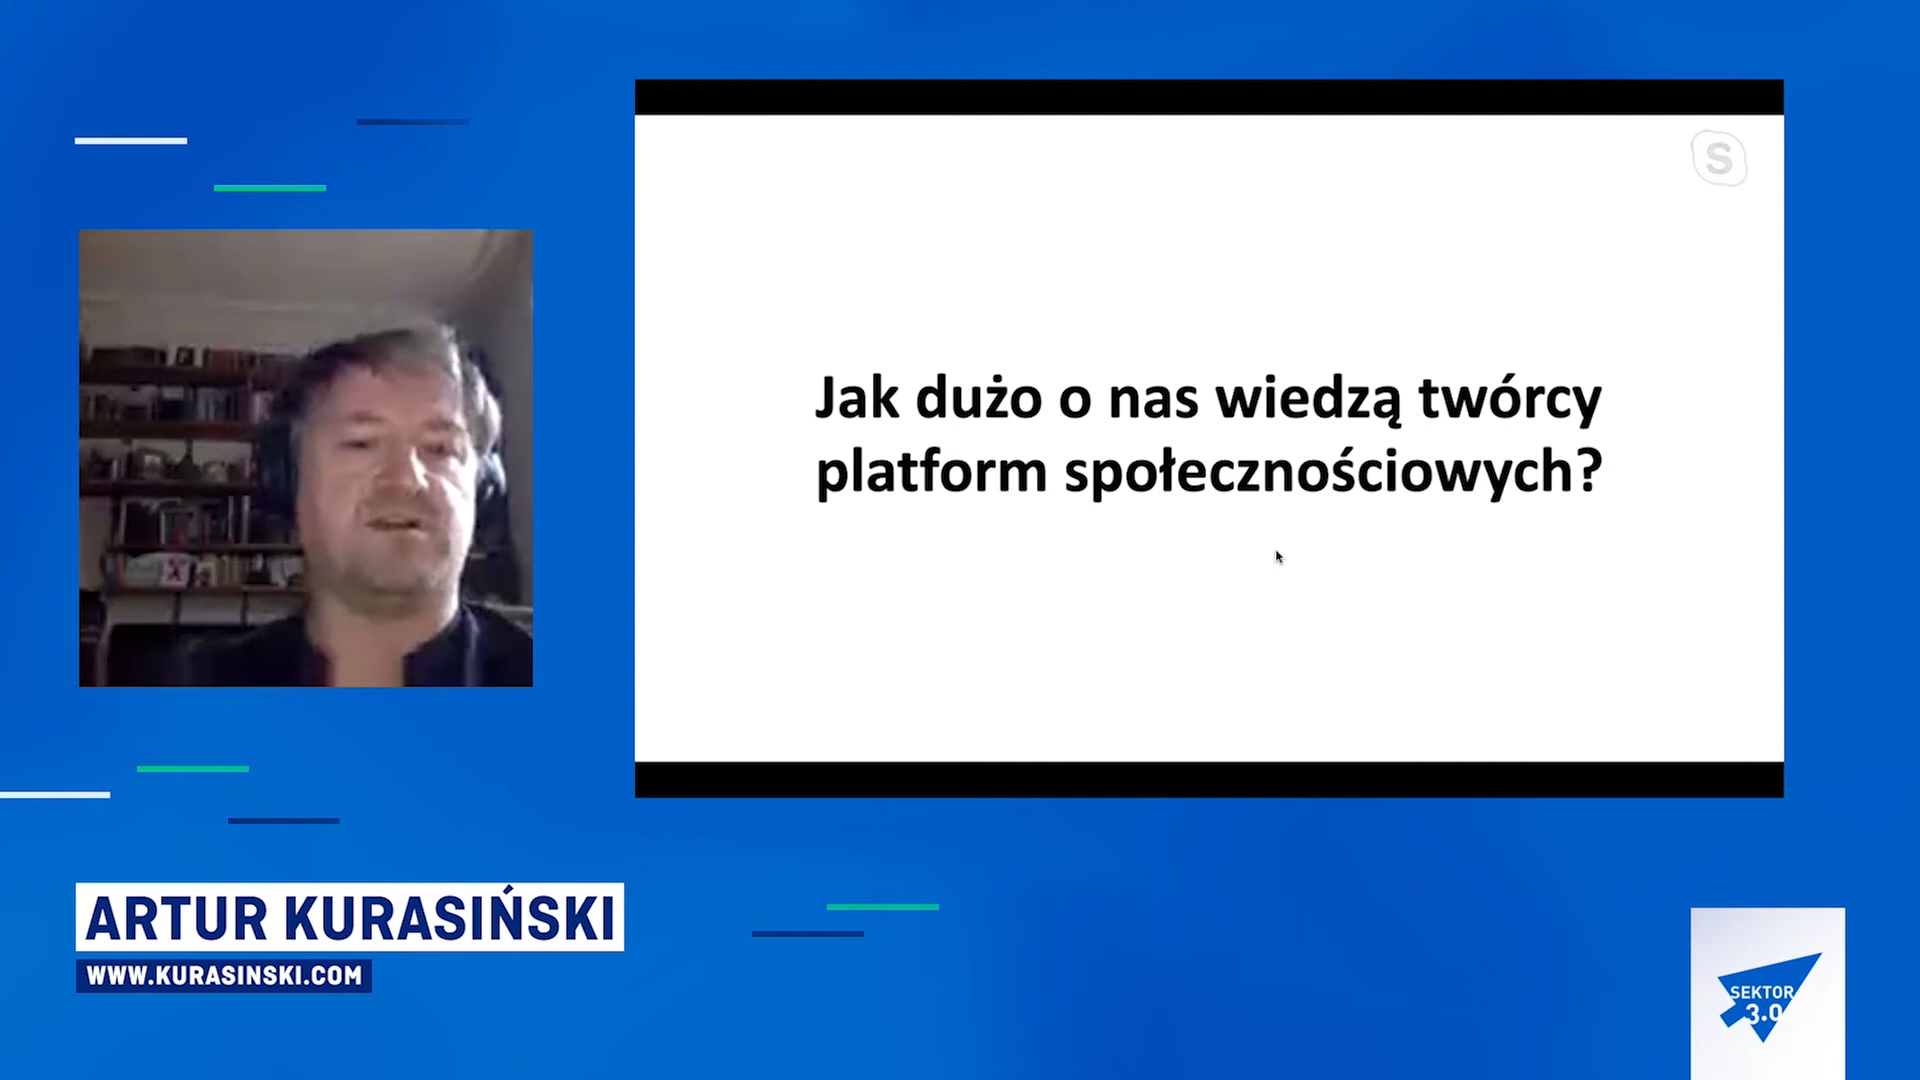 S
Jak dużo o nas wiedzą twórcy
platform społecznościowych?
ARTUR KURASIŃSKI
WWW.KURASINSKI.COM
SEKTOR
3.0